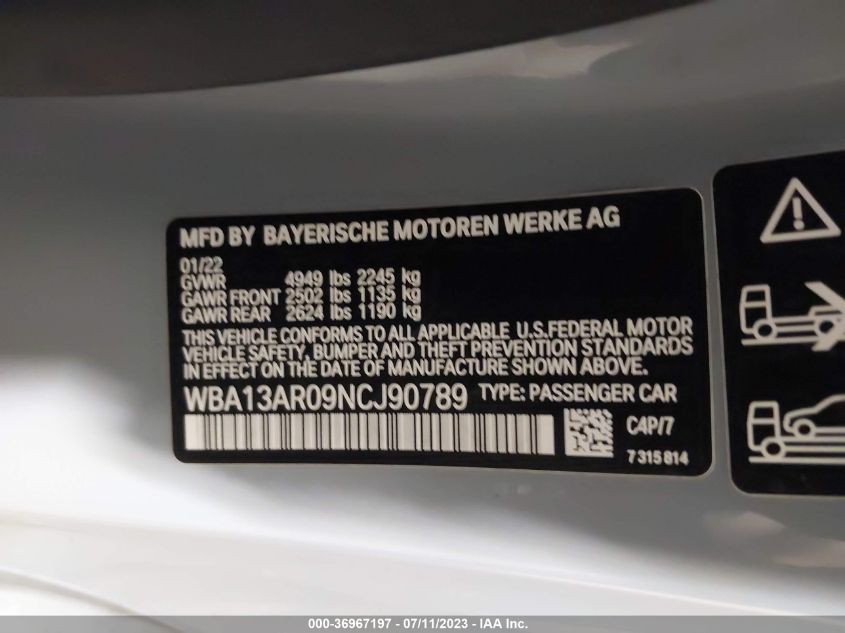 MFD BY BAYERISCHE MOTOREN WERKE AG
01/22
GVWR 4949 lbs 2245 kg
GAWR FRONT 2502 lbs 1135 kg
GAWR REAR 2624 lbs 1190 kg
THIS VEHICLE CONFORMS TO ALL APPLICABLE U.S.FEDERAL MOTOR
VEHICLE SAFETY, BUMPER AND THEFT PREVENTION STANDARDS
IN EFFECT ON THE DATE OF MANUFACTURE SHOWN ABOVE.
WBA13AR09NCJ90789 TYPE: PASSENGER CAR
C4P/7
7 315 814
000-36967197 - 07/11/2023 - IAA Inc.